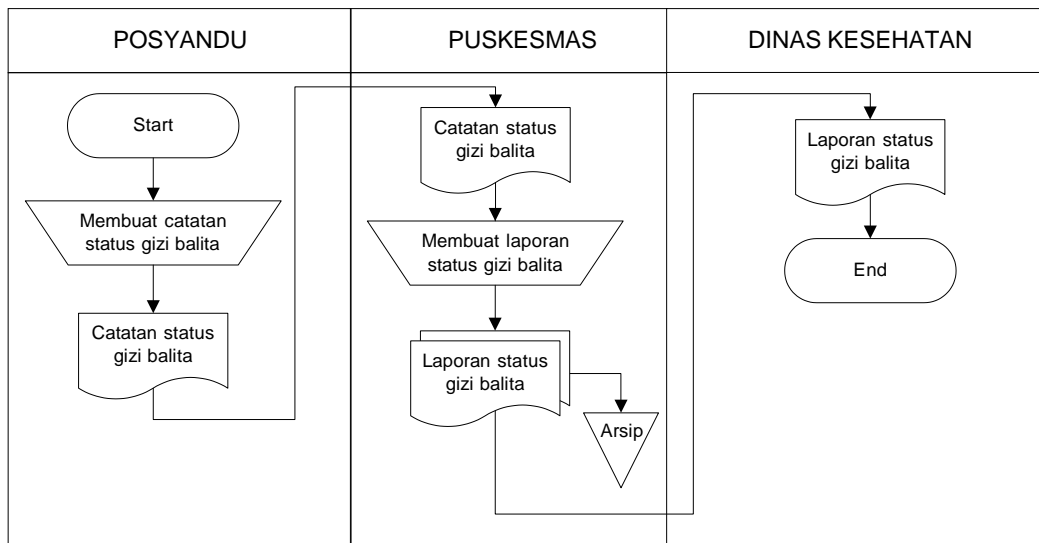 POSYANDU
PUSKESMAS
DINAS KESEHATAN
Start
Membuat catatan
status gizi balita
Catatan status
gizi balita
Catatan status
gizi balita
Membuat laporan
status gizi balita
Laporan status
gizi balita
Arsip
Laporan status
gizi balita
End